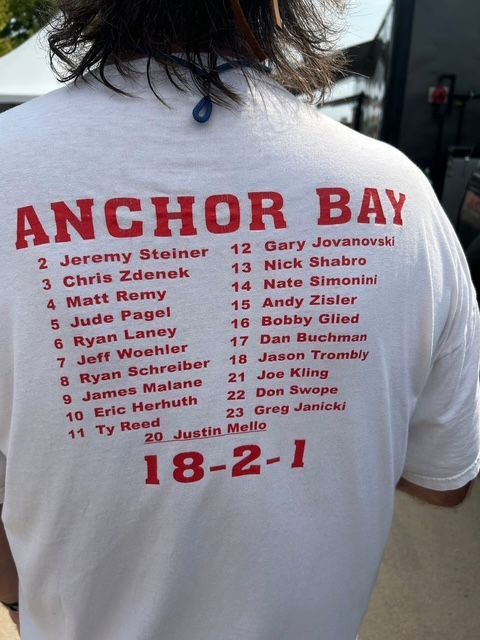 ANCHOR BAY
2 Jeremy Steiner
3 Chris Zdenek
4 Matt Remy
5 Jude Pagel
6 Ryan Laney
7 Jeff Woehler
8 Ryan Schreiber
9 James Malane
10 Eric Herhuth
11 Ty Reed
12 Gary Jovanovski
13 Nick Shabro
14 Nate Simonini
15 Andy Zisler
16 Bobby Glied
17 Dan Buchman
18 Jason Trombly
21 Joe Kling
22 Don Swope
23 Greg Janicki
20 Justin Mello
18-2-1